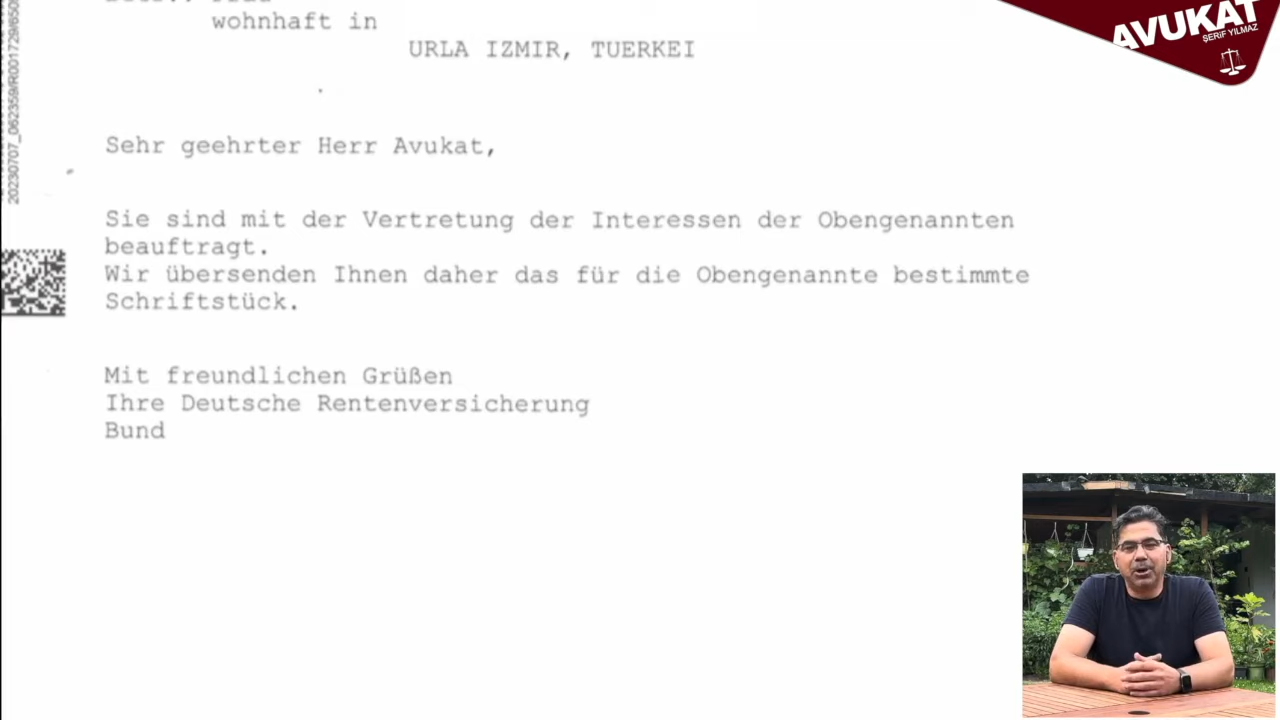 wohnhaft in
URLA IZMIR, TUERKEI
Sehr geehrter Herr Avukat,
Sie sind mit der Vertretung der Interessen der Obengenannten
beauftragt.
Wir übersenden Ihnen daher das für die Obengenannte bestimmte
Schriftstück.
Mit freundlichen Grüßen
Ihre Deutsche Rentenversicherung
Bund
AVUKAT
ŞERİF YILMAZ